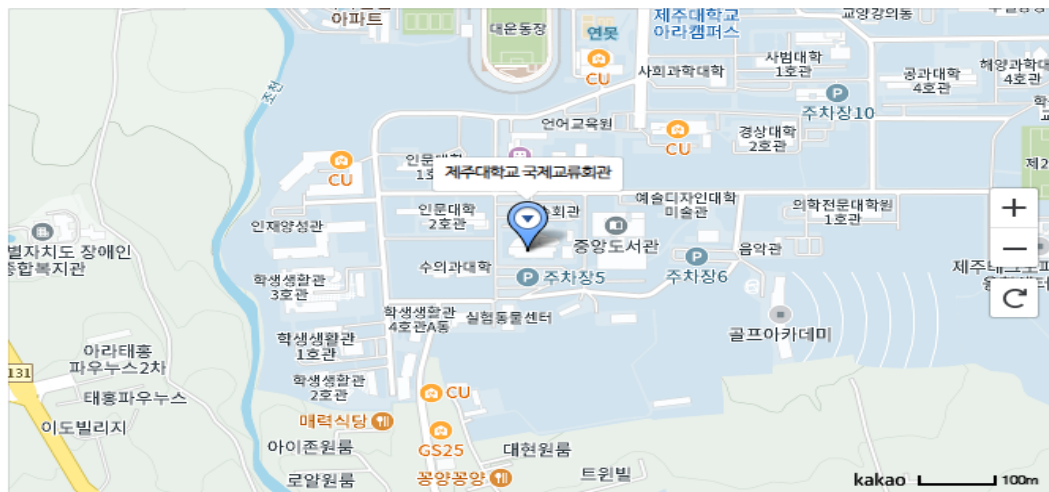 아파트
대운동장
연못
제주대학교
아라캠퍼스
교양강의동
CU
사회과학대학
사범대학
1호관
공과대학
4호관
해양과학대
4호관
조천
주차장10
언어교육원
CU
경상대학
2호관
CU
인문대학
제주대학교 국제교류회관
제2
인재양성관
인문대학
2호관
회관
예술디자인대학
미술관
의학전문대학원
1호관
중앙도서관
음악관
별자치도 장애인
종합복지관
수의과대학
주차장5
주차장6
학생생활관
3호관
학생생활관
4호관A동
실험동물센터
골프아카데미
학생생활관
1호관
아라태흥
파우누스2차
131
태흥파우누스
학생생활관
2호관
CU
매력식당
이도빌리지
아이존원룸
GS25
대현원룸
로얄원룸
꽁양꽁양
트윈빌
kakao
100m